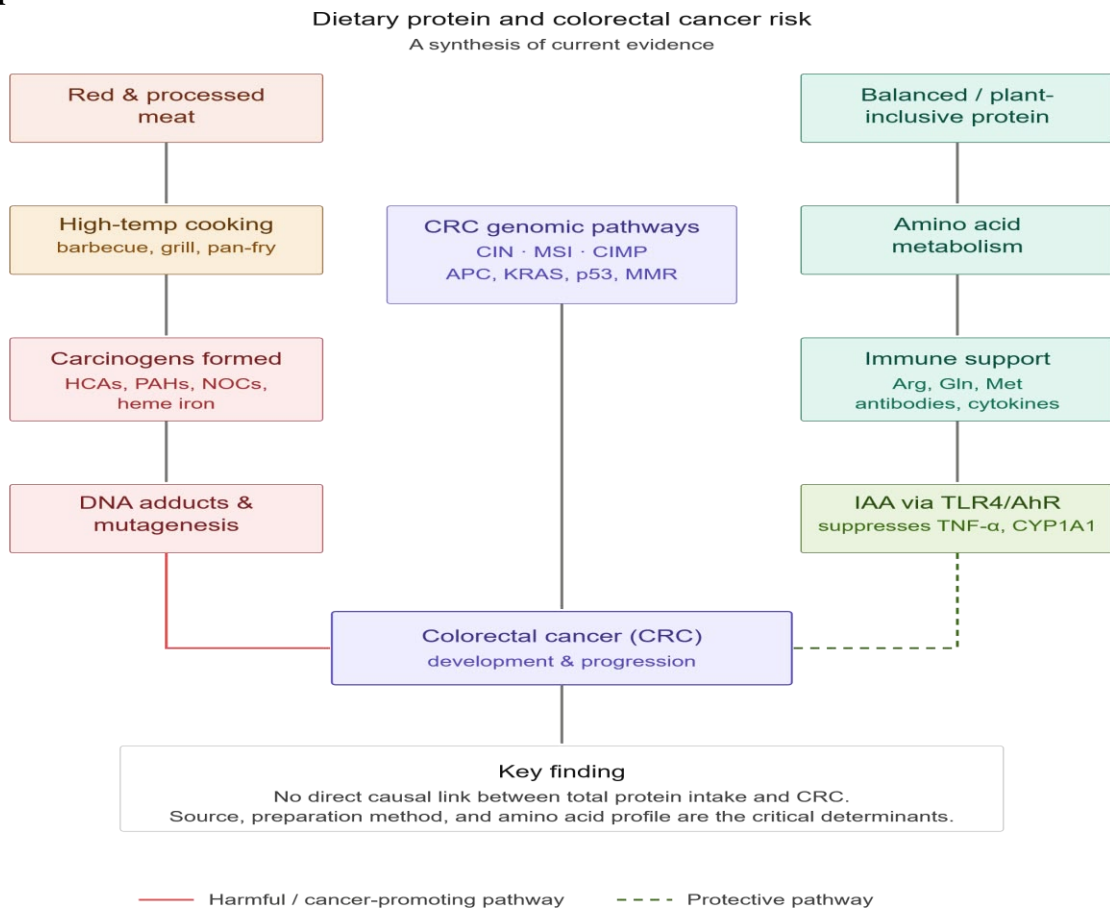 Dietary protein and colorectal cancer risk
A synthesis of current evidence
Red & processed
meat
High-temp cooking
barbecue, grill, pan-fry
Carcinogens formed
HCAs, PAHs, NOCs,
heme iron
DNA adducts &
mutagenesis
CRC genomic pathways
CIN · MSI · CIMP
APC, KRAS, p53, MMR
Balanced / plant-
inclusive protein
Amino acid
metabolism
Immune support
Arg, Gln, Met
antibodies, cytokines
IAA via TLR4/AhR
suppresses TNF-α, CYP1A1
Colorectal cancer (CRC)
development & progression
Key finding
No direct causal link between total protein intake and CRC.
Source, preparation method, and amino acid profile are the critical determinants.
Harmful / cancer-promoting pathway
Protective pathway